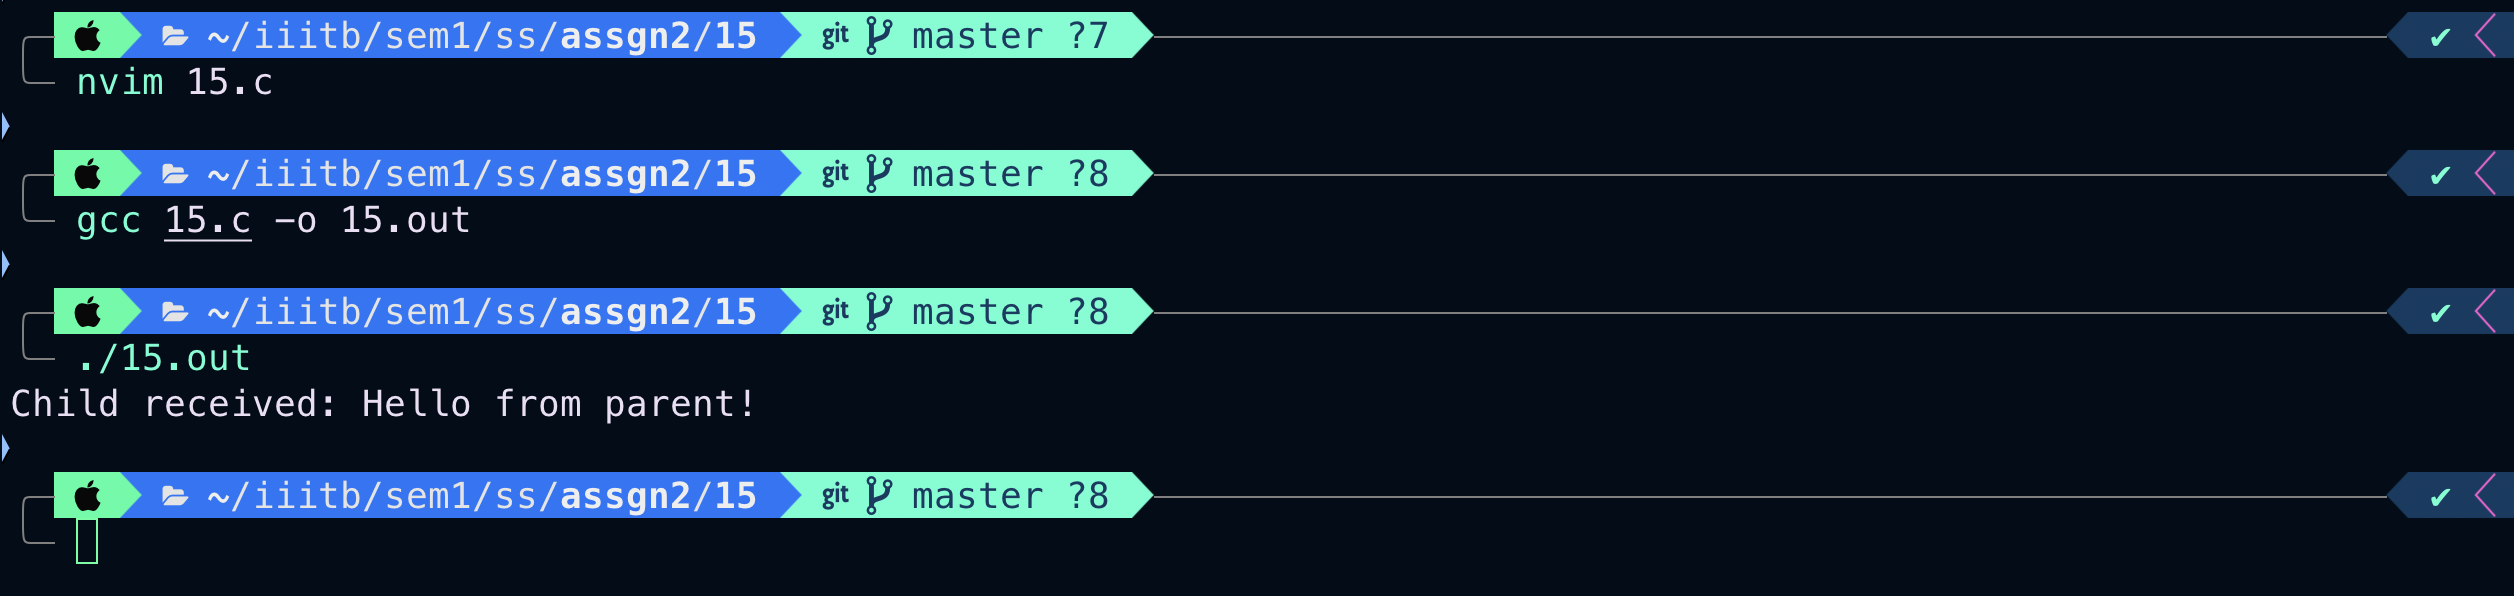 ~/iiitb/sem1/ss/assgn2/15 git master ?7 ✔
nvim 15.c
~/iiitb/sem1/ss/assgn2/15 git master ?8 ✔
gcc 15.c -o 15.out
~/iiitb/sem1/ss/assgn2/15 git master ?8 ✔
./15.out
Child received: Hello from parent!
~/iiitb/sem1/ss/assgn2/15 git master ?8 ✔